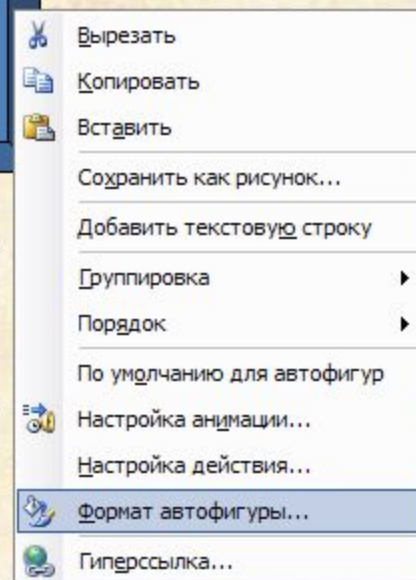 Вырезать
Копировать
Вставить
Сохранить как рисунок...
Добавить текстовую строку
Группировка
Порядок
По умолчанию для автофигур
Настройка анимации...
Настройка действия...
Формат автофигуры...
Гиперссылка...